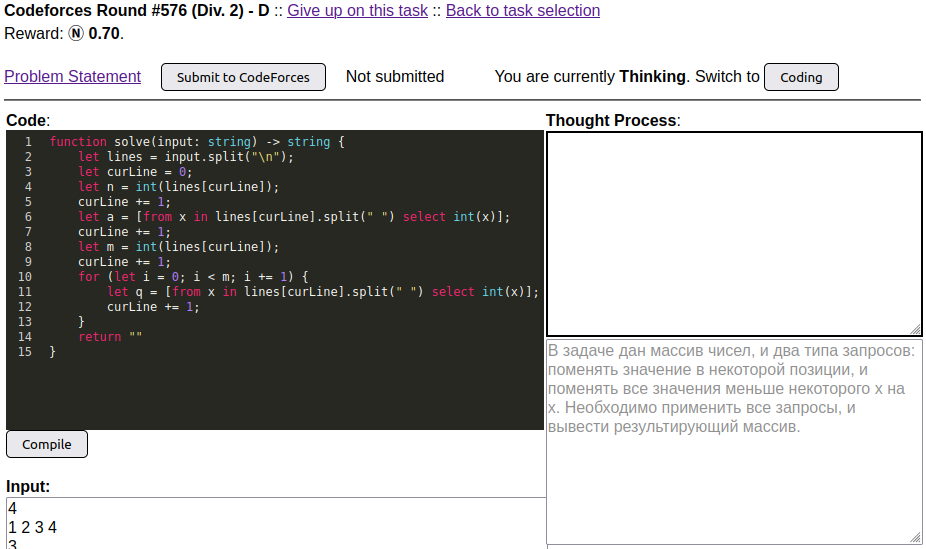 Codeforces Round #576 (Div. 2) - D :: Give up on this task :: Back to task selection
Reward: Ⓝ 0.70.
Problem Statement Submit to CodeForces Not submitted You are currently Thinking. Switch to Coding
Code:
1 function solve(input: string) -> string {
2     let lines = input.split("\n");
3     let curLine = 0;
4     let n = int(lines[curLine]);
5     curLine += 1;
6     let a = [from x in lines[curLine].split(" ") select int(x)];
7     curLine += 1;
8     let m = int(lines[curLine]);
9     curLine += 1;
10     for (let i = 0; i < m; i += 1) {
11         let q = [from x in lines[curLine].split(" ") select int(x)];
12         curLine += 1;
13     }
14     return ""
15 }
Compile
Input:
4
1 2 3 4
3
Thought Process:
В задаче дан массив чисел, и два типа запросов:
поменять значение в некоторой позиции, и
поменять все значения меньше некоторого x на
x. Необходимо применить все запросы, и
вывести результирующий массив.